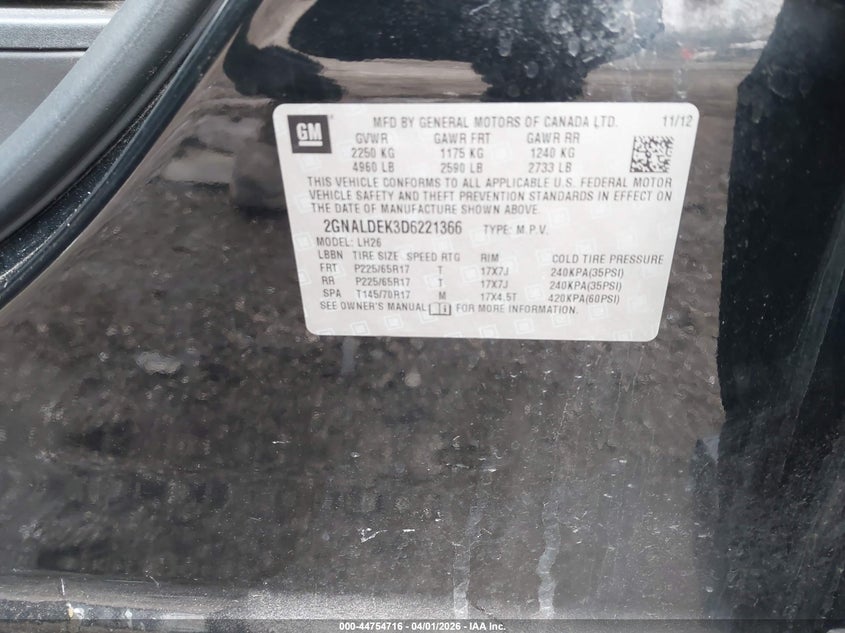 GM
MFD BY GENERAL MOTORS OF CANADA LTD. 11/12
GVWR GAWR FRT GAWR RR
2250 KG 1175 KG 1240 KG
4960 LB 2590 LB 2733 LB
THIS VEHICLE CONFORMS TO ALL APPLICABLE U.S. FEDERAL MOTOR
VEHICLE SAFETY AND THEFT PREVENTION STANDARDS IN EFFECT ON
THE DATE OF MANUFACTURE SHOWN ABOVE.
2GNALDEK3D6221366 TYPE: M.P.V.
MODEL: LH26
LBBN TIRE SIZE SPEED RTG RIM COLD TIRE PRESSURE
FRT P225/65R17 T 17X7J 240KPA(35PSI)
RR P225/65R17 T 17X7J 240KPA(35PSI)
SPA T145/70R17 M 17X4.5T 420KPA(60PSI)
SEE OWNER'S MANUAL FOR MORE INFORMATION.
000-44754716 - 04/01/2026 - IAA Inc.